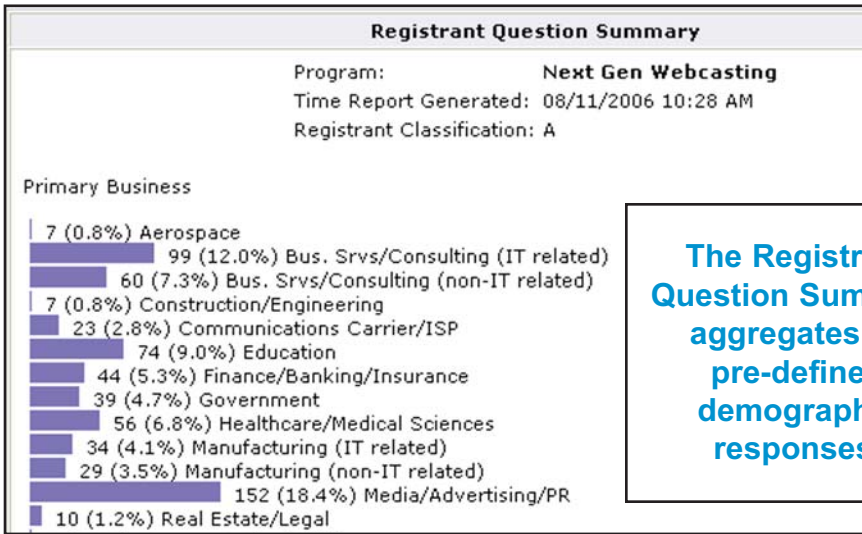 Registrant Question Summary
Program: Next Gen Webcasting
Time Report Generated: 08/11/2006 10:28 AM
Registrant Classification: A
Primary Business
7 (0.8%) Aerospace
99 (12.0%) Bus. Srvs/Consulting (IT related)
60 (7.3%) Bus. Srvs/Consulting (non-IT related)
7 (0.8%) Construction/Engineering
23 (2.8%) Communications Carrier/ISP
74 (9.0%) Education
44 (5.3%) Finance/Banking/Insurance
39 (4.7%) Government
56 (6.8%) Healthcare/Medical Sciences
34 (4.1%) Manufacturing (IT related)
29 (3.5%) Manufacturing (non-IT related)
152 (18.4%) Media/Advertising/PR
10 (1.2%) Real Estate/Legal
The Registr
Question Sum
aggregates
pre-define
demograph
responses